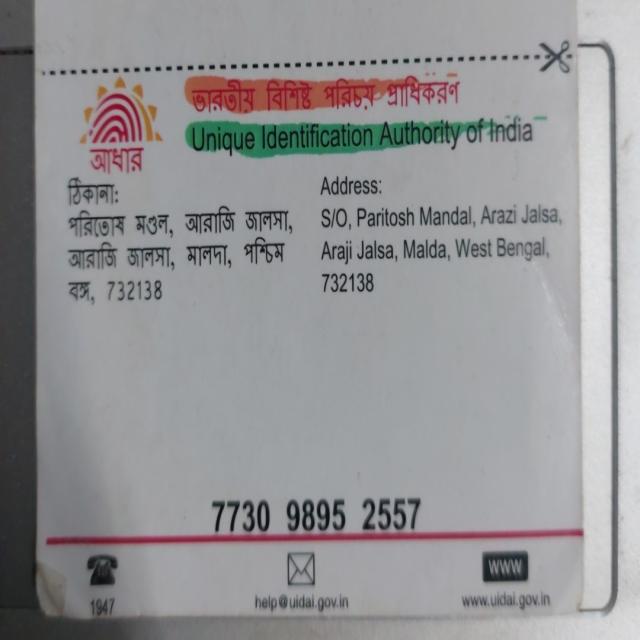 ভারতীয় বিশিষ্ট পরিচয় প্রাধিকরণ
Unique Identification Authority of India
আধার
ঠিকানা:
পরিতোষ মণ্ডল, আরাজি জালসা,
আরাজি জালসা, মালদা, পশ্চিম
বঙ্গ, 732138
Address:
S/O, Paritosh Mandal, Arazi Jalsa,
Araji Jalsa, Malda, West Bengal,
732138
7730 9895 2557
1947
help@uidai.gov.in
www
www.uidai.gov.in